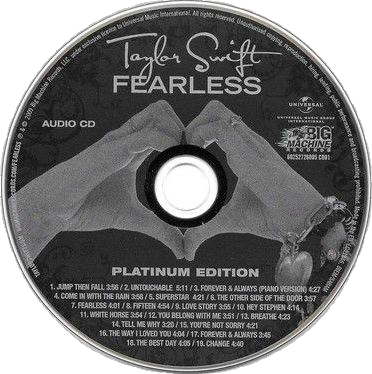 Taylor Swift
FEARLESS
AUDIO CD
UNIVERSAL
UNIVERSAL MUSIC GROUP
INTERNATIONAL
BIG
MACHINE
RECORDS
PLATINUM EDITION
1. JUMP THEN FALL 3:56 / 2. UNTOUCHABLE 5:11 / 3. FOREVER & ALWAYS (PIANO VERSION) 4:27
4. COME IN WITH THE RAIN 3:58 / 5. SUPERSTAR 4:21 / 6. THE OTHER SIDE OF THE DOOR 3:57
7. FEARLESS 4:01 / 8. FIFTEEN 4:54 / 9. LOVE STORY 3:55 / 10. HEY STEPHEN 4:14
11. WHITE HORSE 3:54 / 12. YOU BELONG WITH ME 3:51 / 13. BREATHE 4:23
14. TELL ME WHY 3:20 / 15. YOU'RE NOT SORRY 4:21
16. THE WAY I LOVED YOU 4:04 / 17. FOREVER & ALWAYS 3:45
18. THE BEST DAY 4:05 / 19. CHANGE 4:40